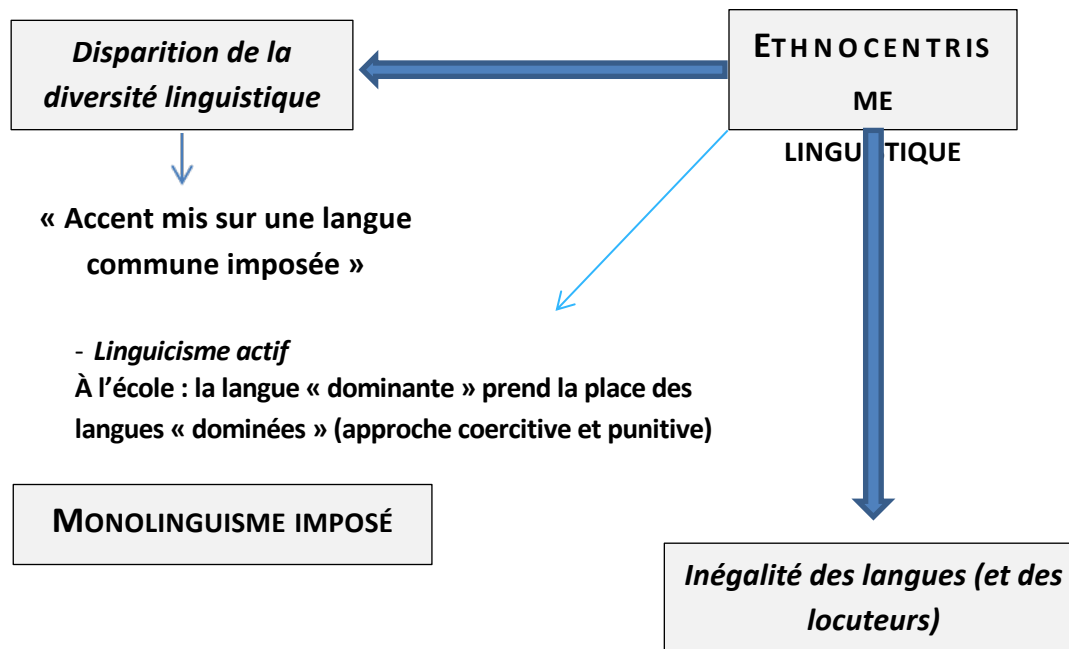 Disparition de la
diversité linguistique
ETHNOCENTRIS
ME
LINGUISTIQUE
« Accent mis sur une langue
commune imposée »
- Linguicisme actif
À l’école : la langue « dominante » prend la place des
langues « dominées » (approche coercitive et punitive)
MONOLINGUISME IMPOSÉ
Inégalité des langues (et des
locuteurs)